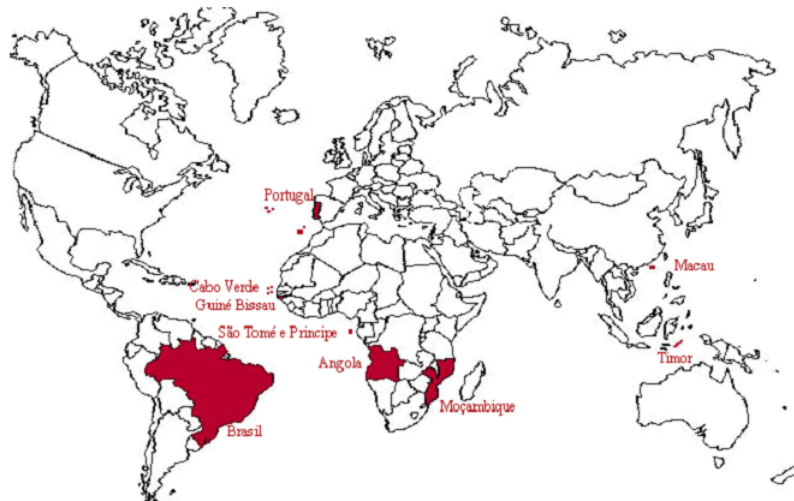 Portugal
Macau
Cabo Verde
Guiné Bissau
São Tomé e Principe
Timor
Angola
Moçambique
Brasil